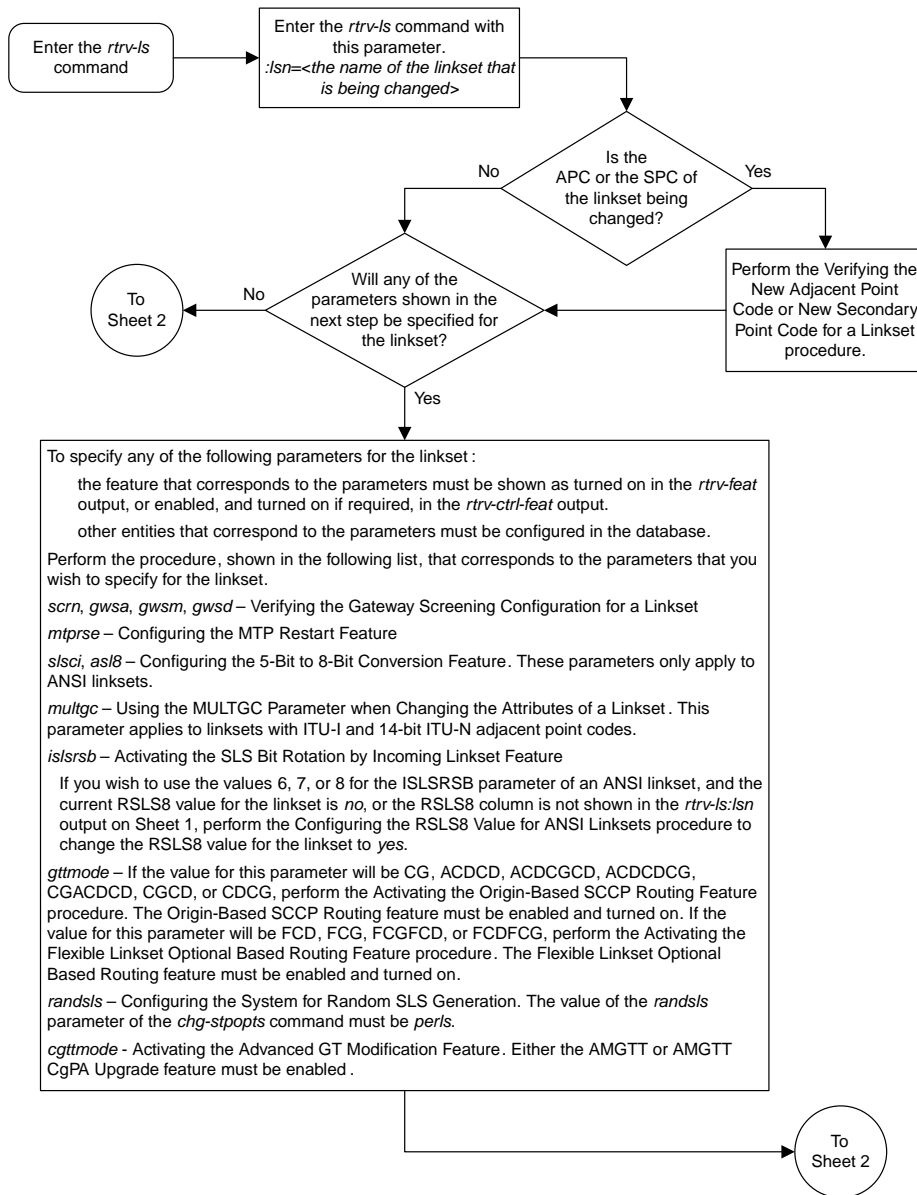 Enter the rtrv-ls
command
Enter the rtrv-ls command with
this parameter.
:lsn=<the name of the linkset that
is being changed>
Is the
APC or the SPC of
the linkset being
changed?
No
Yes
Perform the Verifying the
New Adjacent Point
Code or New Secondary
Point Code for a Linkset
procedure.
Will any of the
parameters shown in the
next step be specified for
the linkset?
No
To
Sheet 2
Yes
To specify any of the following parameters for the linkset :
the feature that corresponds to the parameters must be shown as turned on in the rtrv-feat
output, or enabled, and turned on if required, in the rtrv-ctrl-feat output.
other entities that correspond to the parameters must be configured in the database.
Perform the procedure, shown in the following list, that corresponds to the parameters that you
wish to specify for the linkset.
scrn, gwsa, gwsm, gwsd – Verifying the Gateway Screening Configuration for a Linkset
mtprse – Configuring the MTP Restart Feature
slsci, asl8 – Configuring the 5-Bit to 8-Bit Conversion Feature. These parameters only apply to
ANSI linksets.
multgc – Using the MULTGC Parameter when Changing the Attributes of a Linkset. This
parameter applies to linksets with ITU-I and 14-bit ITU-N adjacent point codes.
islsrsb – Activating the SLS Bit Rotation by Incoming Linkset Feature
If you wish to use the values 6, 7, or 8 for the ISLSRSB parameter of an ANSI linkset, and the
current RSLS8 value for the linkset is no, or the RSLS8 column is not shown in the rtrv-ls:lsn
output on Sheet 1, perform the Configuring the RSLS8 Value for ANSI Linksets procedure to
change the RSLS8 value for the linkset to yes.
gttmode – If the value for this parameter will be CG, ACDCD, ACDCGCD, ACDCDCG,
CGACDCD, CGCD, or CDCG, perform the Activating the Origin-Based SCCP Routing Feature
procedure. The Origin-Based SCCP Routing feature must be enabled and turned on. If the
value for this parameter will be FCD, FCG, FCGFCD, or FCDFCG, perform the Activating the
Flexible Linkset Optional Based Routing Feature procedure. The Flexible Linkset Optional
Based Routing feature must be enabled and turned on.
randsls – Configuring the System for Random SLS Generation. The value of the randsls
parameter of the chg-stpopts command must be perls.
cgttmode - Activating the Advanced GT Modification Feature. Either the AMGTT or AMGTT
CgPA Upgrade feature must be enabled .
To
Sheet 2